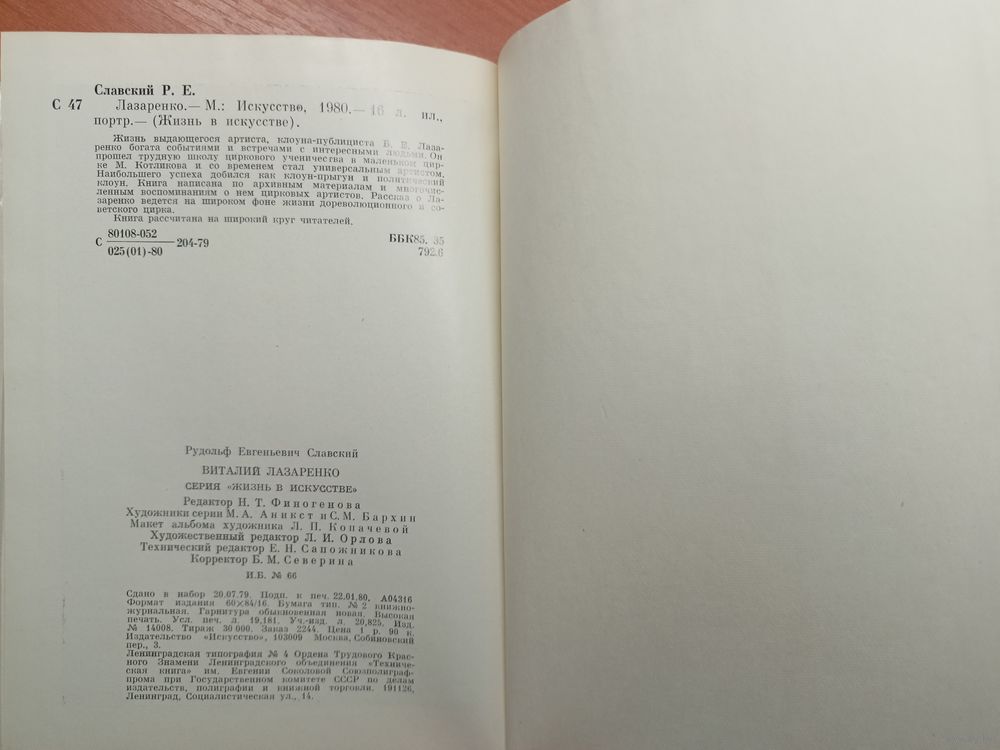 Славский Р. Е.
С 47 Лазаренко.— М.: Искусство, 1980.— 16 л. ил.,
портр.— (Жизнь в искусстве).
Жизнь выдающегося артиста, клоуна-публициста В. Е. Лаза-
ренко богата событиями и встречами с интересными людьми. Он
прошел трудную школу циркового ученичества в маленьком цир-
ке М. Котликова и со временем стал универсальным артистом.
Наибольшего успеха добился как клоун-прыгун и политический
клоун. Книга написана по архивным материалам и многочис-
ленным воспоминаниям о нем цирковых артистов. Рассказ о Ла-
заренко ведется на широком фоне жизни дореволюционного и со-
ветского цирка.
Книга рассчитана на широкий круг читателей.
80108-052
С 204-79
025(01)-80
ББК85. 35
792.6
Рудольф Евгеньевич Славский
ВИТАЛИЙ ЛАЗАРЕНКО
СЕРИЯ «ЖИЗНЬ В ИСКУССТВЕ»
Редактор Н. Т. Финогенова
Художники серии М. А. Аникст и С. М. Бархин
Макет альбома художника Л. П. Копачевой
Художественный редактор Л. И. Орлова
Технический редактор Е. Н. Сапожникова
Корректор Б. М. Северина
И.Б. № 66
Сдано в набор 20.07.79. Подп. к печ. 22.01.80. А04316
Формат издания 60×84/16. Бумага тип. № 2 книжно-
журнальная. Гарнитура обыкновенная новая. Высокая
печать. Усл. печ. л. 19,181. Уч.-изд. л. 20,825. Изд.
№ 14008. Тираж 30 000. Заказ 2244. Цена 1 р. 90 к.
Издательство «Искусство», 103009 Москва, Собиновский
пер., 3.
Ленинградская типография № 4 Ордена Трудового Крас-
ного Знамени Ленинградского объединения «Техниче-
ская книга» им. Евгении Соколовой Союзполиграф-
прома при Государственном комитете СССР по делам
издательств, полиграфии и книжной торговли. 191126,
Ленинград, Социалистическая ул., 14.